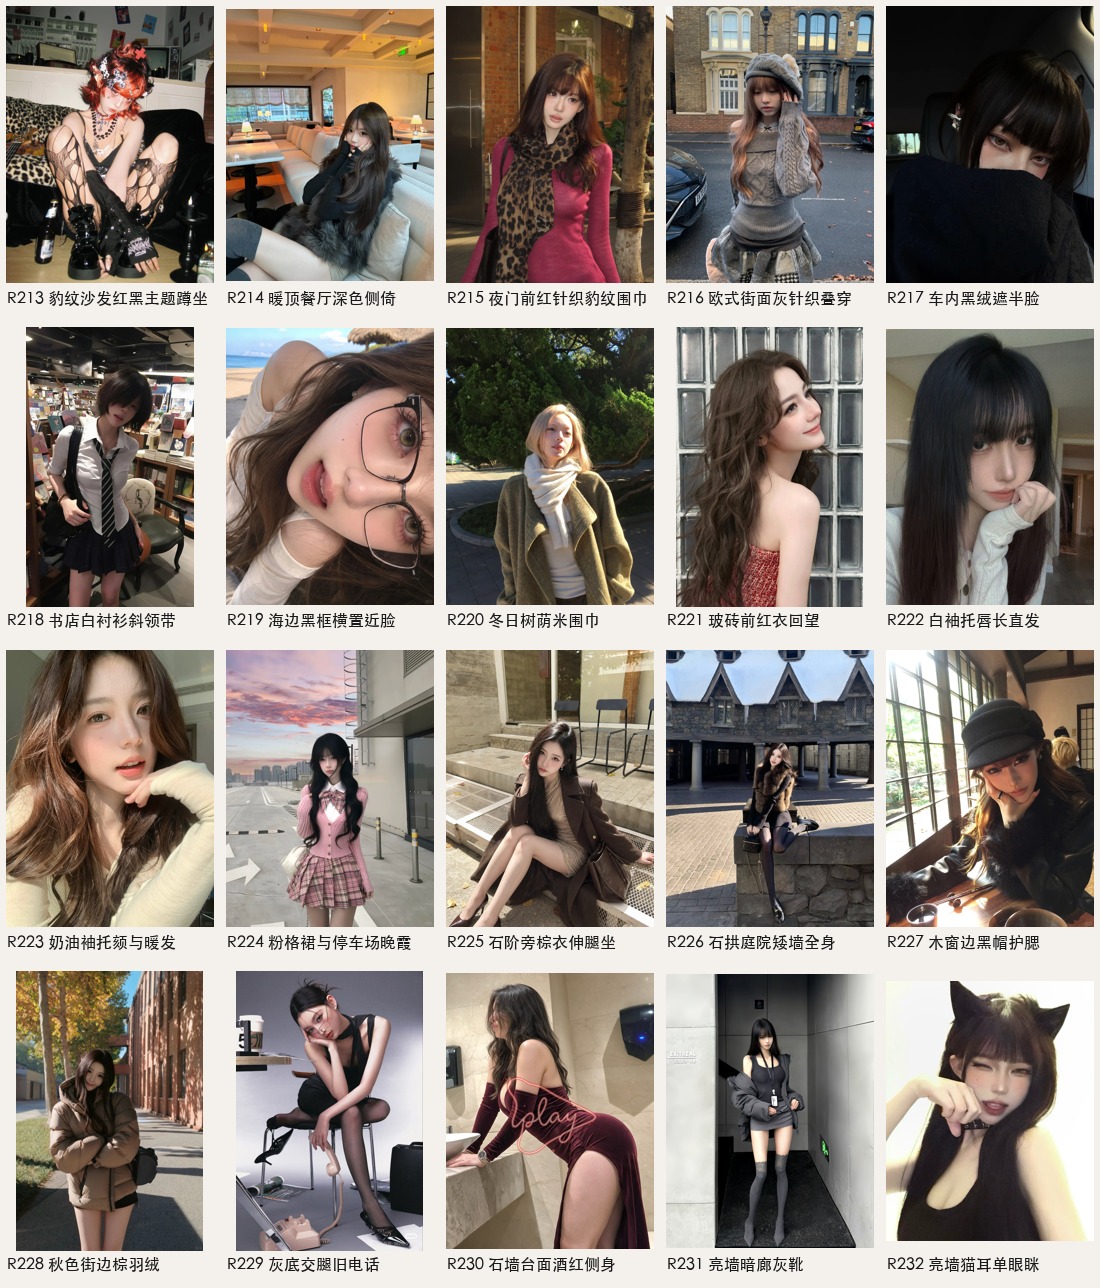 R213 豹纹沙发红黑主题蹲坐
R214 暖顶餐厅深色侧倚
R215 夜门前红针织豹纹围巾
R216 欧式街面灰针织叠穿
R217 车内黑绒遮半脸
R218 书店白衬衫斜领带
R219 海边黑框横置近脸
R220 冬日树荫米围巾
R221 玻砖前红衣回望
R222 白袖托唇长直发
R223 奶油袖托颏与暖发
R224 粉格裙与停车场晚霞
R225 石阶旁棕衣伸腿坐
R226 石拱庭院矮墙全身
R227 木窗边黑帽护腮
play
R228 秋色街边棕羽绒
R229 灰底交腿旧电话
R230 石墙台面酒红侧身
R231 亮墙暗廊灰靴
R232 亮墙猫耳单眼眯